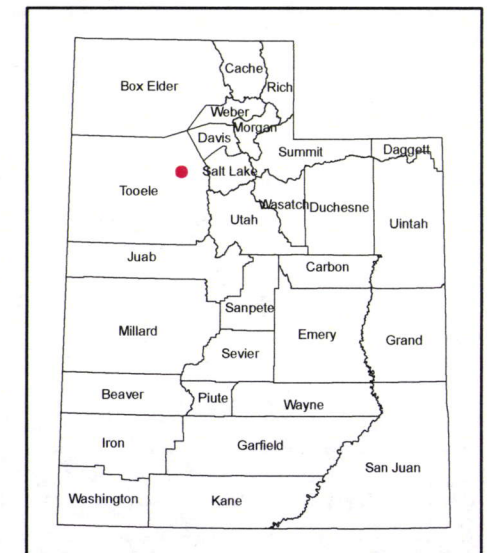 Cache
Box Elder
Rich
Weber
Morgan
Davis
Summit
Daggett
Salt Lake
Tooele
Wasatch
Duchesne
Utah
Uintah
Juab
Carbon
Sanpete
Millard
Emery
Grand
Sevier
Beaver
Piute
Wayne
Iron
Garfield
San Juan
Washington
Kane